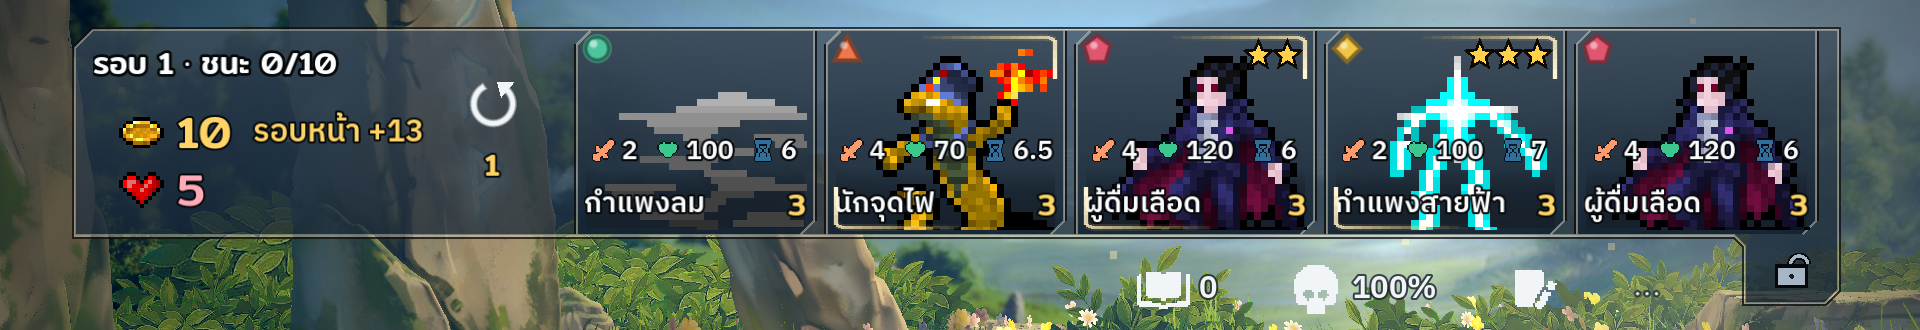 รอบ 1 · ชนะ 0/10
10 รอบหน้า +13
5
1
2 100 6
กำแพงลม 3
4 70 6.5
นักจุดไฟ 3
4 120 6
ผู้ดื่มเลือด 3
2 100 7
กำแพงสายฟ้า 3
4 120 6
ผู้ดื่มเลือด 3
0 100% ...